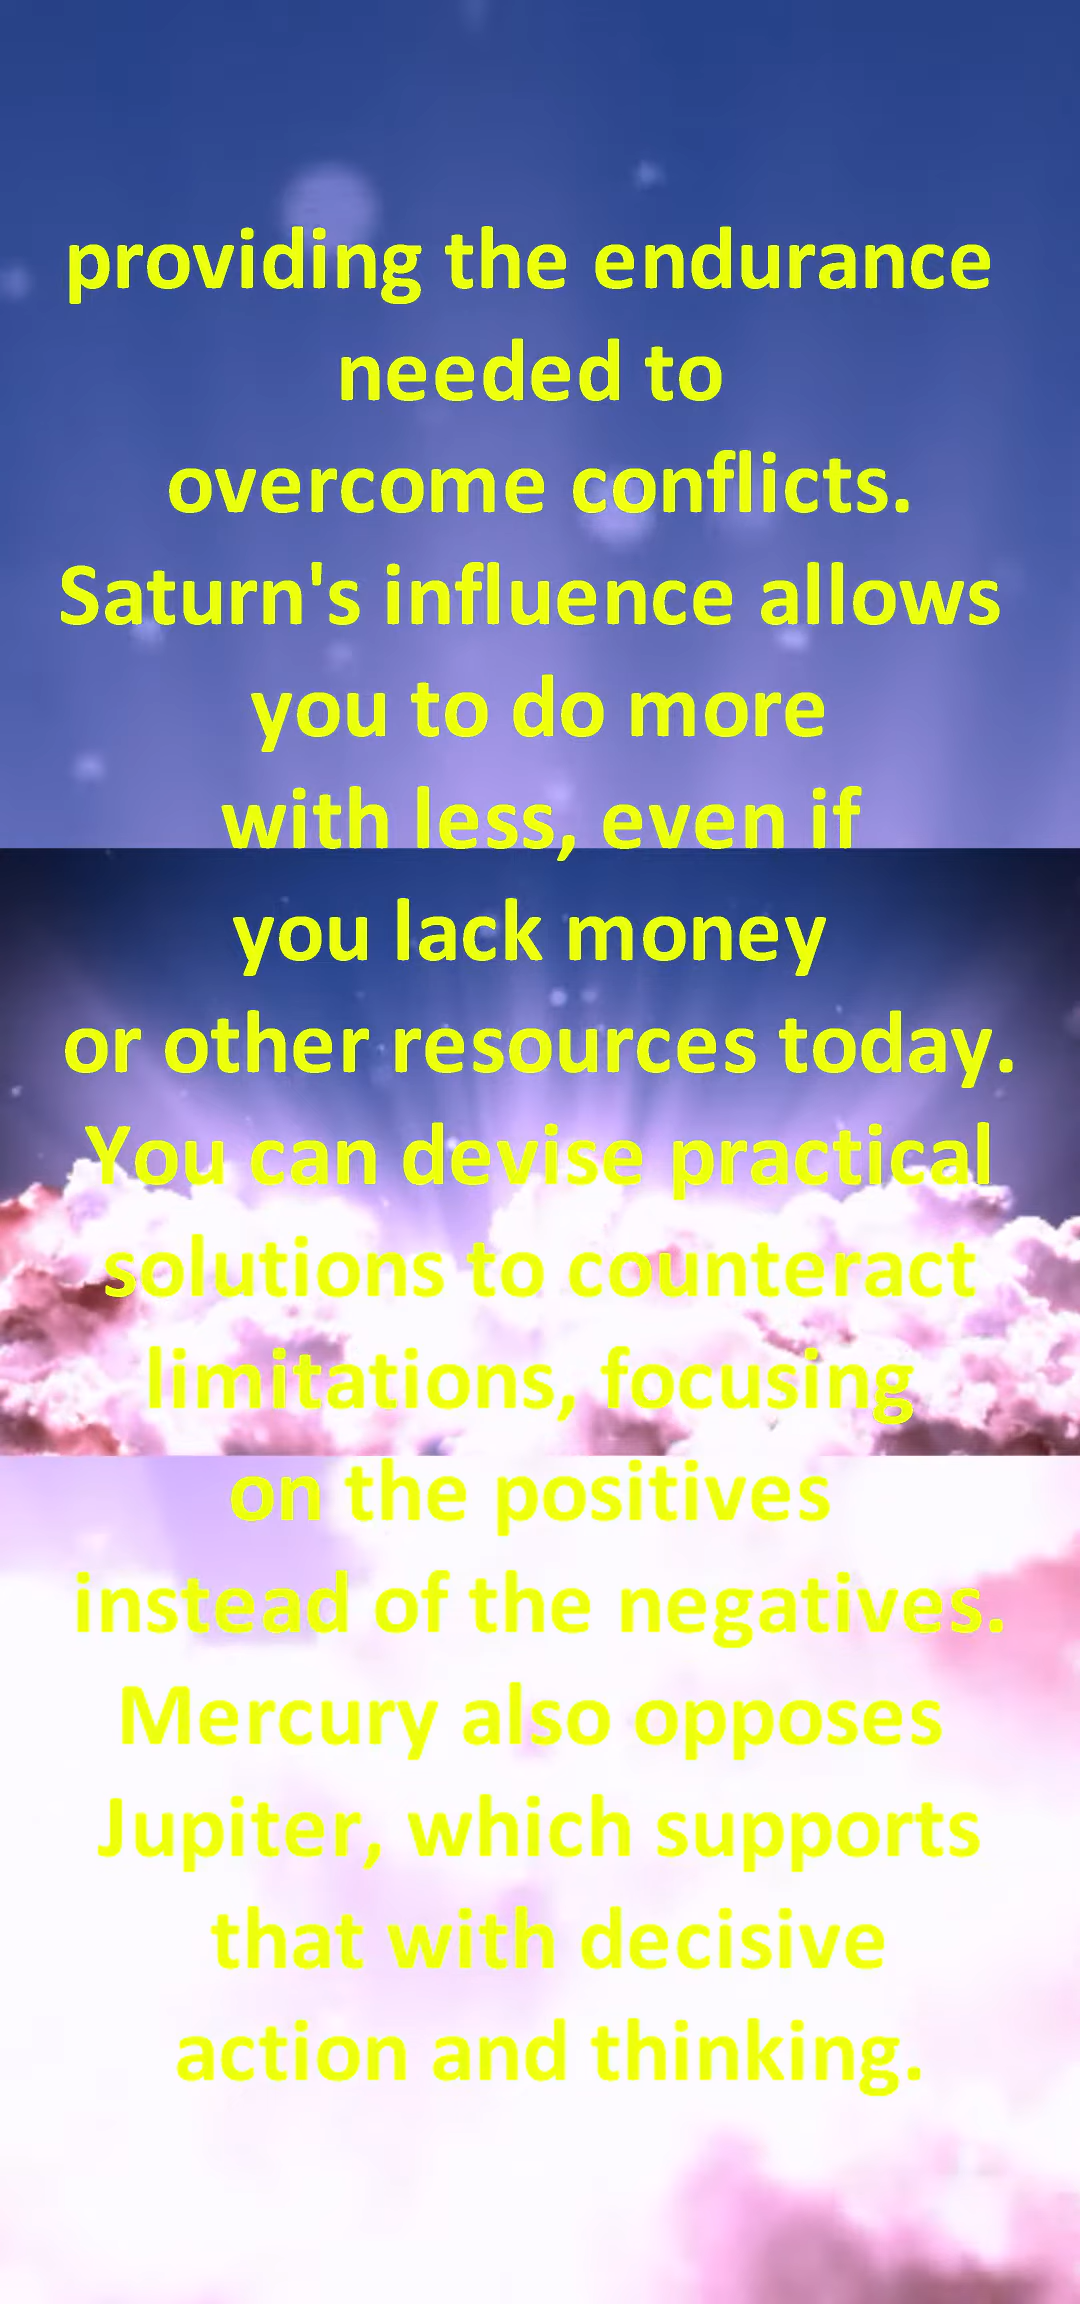 providing the endurance
needed to
overcome conflicts.
Saturn's influence allows
you to do more
with less, even if
you lack money
or other resources today.
You can devise practical
solutions to counteract
limitations, focusing
on the positives
instead of the negatives.
Mercury also opposes
Jupiter, which supports
that with decisive
action and thinking.